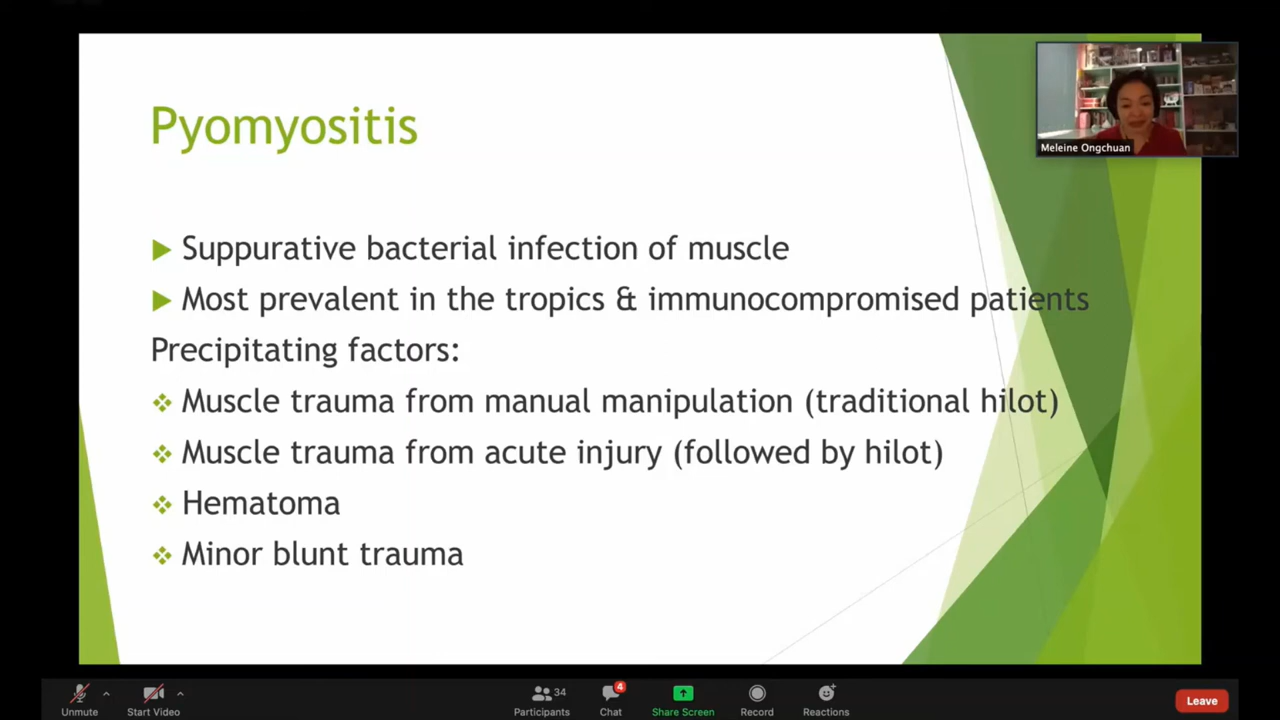 Pyomyositis
Meleine Ongchuan
Suppurative bacterial infection of muscle
Most prevalent in the tropics & immunocompromised patients
Precipitating factors:
Muscle trauma from manual manipulation (traditional hilot)
Muscle trauma from acute injury (followed by hilot)
Hematoma
Minor blunt trauma
34
4
Unmute
Start Video
Participants
Chat
Share Screen
Record
Reactions
Leave